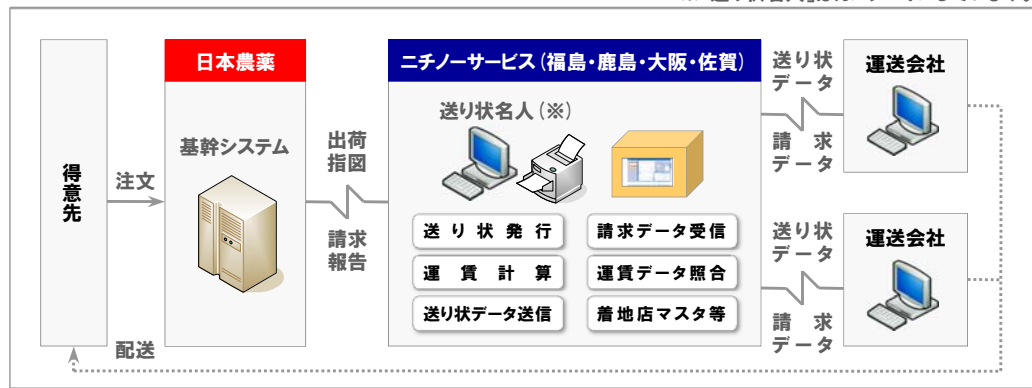 日本農薬
ニチノーサービス(福島・鹿島・大阪・佐賀)
送り状
データ
運送会社
送り状名人(※)
基幹システム
出荷
指図
請求
データ
得意先
注文
送り状発行
請求データ受信
送り状
データ
運送会社
請求
報告
運賃計算
運賃データ照合
送り状データ送信
着地店マスタ等
請求
データ
配送